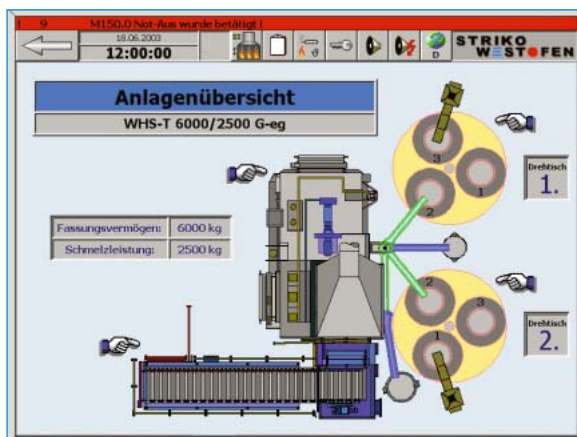 ! 9 M150.0 Not-Aus wurde betätigt !
18.06.2003
12:00:00
D
STRIKO
WESTOFEN
Anlagenübersicht
WHS-T 6000/2500 G-eg
Fassungsvermögen: 6000 kg
Schmelzleistung: 2500 kg
3
1
2
Drehtisch
1.
2
3
1
Drehtisch
2.